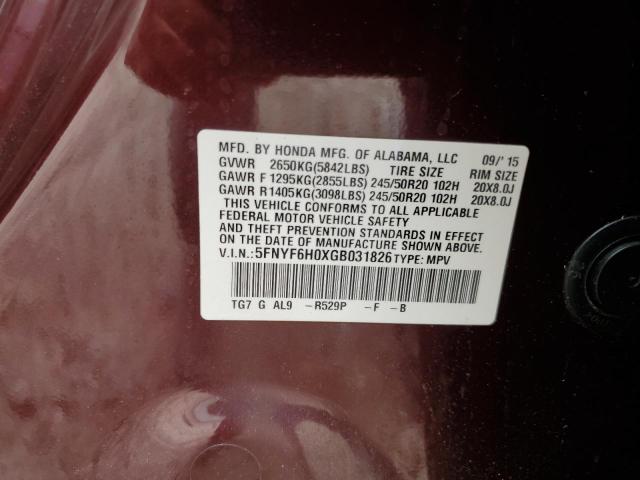 MFD. BY HONDA MFG. OF ALABAMA, LLC 09/'15
GVWR 2650KG(5842LBS) TIRE SIZE RIM SIZE
GAWR F 1295KG(2855LBS) 245/50R20 102H 20X8.0J
GAWR R1405KG(3098LBS) 245/50R20 102H 20X8.0J
THIS VEHICLE CONFORMS TO ALL APPLICABLE
FEDERAL MOTOR VEHICLE SAFETY
AND THEFT PREVENTION STANDARDS IN EFFECT
ON THE DATE OF MANUFACTURE SHOWN ABOVE.
V.I.N.: 5FNYF6H0XGB031826 TYPE: MPV
TG7 G AL9 -R529P -F -B